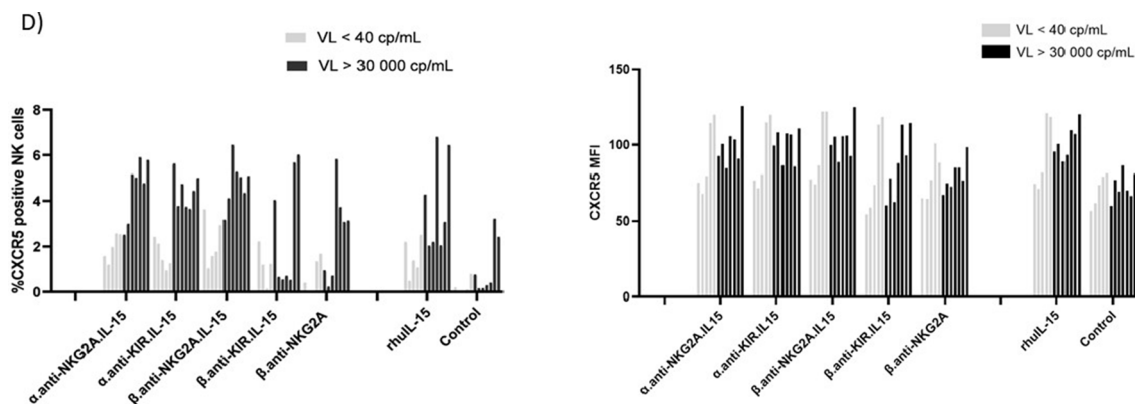 D)
VL < 40 cp/mL
VL > 30 000 cp/mL
%CXCR5 positive NK cells
8
6
4
2
0
α.anti-NKG2A.IL-15
α.anti-KIR.IL-15
β.anti-NKG2A.IL-15
β.anti-KIR.IL-15
β.anti-NKG2A
rhuIL-15
Control
VL < 40 cp/mL
VL > 30 000 cp/mL
CXCR5 MFI
150
100
50
0
α.anti-NKG2A.IL15
α.anti-KIR.IL15
β.anti-NKG2A.IL15
β.anti-KIR.IL15
β.anti-NKG2A
rhuIL-15
Control